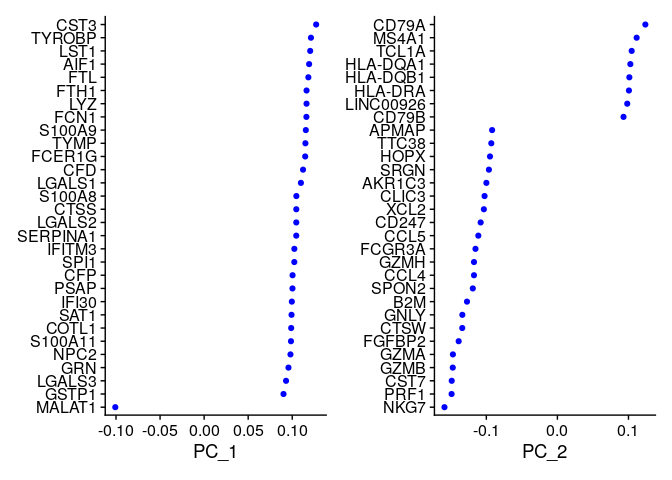 CST3
TYROBP
LST1
AIF1
FTL
FTH1
LYZ
FCN1
S100A9
TYMP
FCER1G
CFD
LGALS1
S100A8
CTSS
LGALS2
SERPINA1
IFITM3
SPI1
CFP
PSAP
IFI30
SAT1
COTL1
S100A11
NPC2
GRN
LGALS3
GSTP1
MALAT1
-0.10 -0.05 0.00 0.05 0.10
PC_1
CD79A
MS4A1
TCL1A
HLA-DQA1
HLA-DQB1
HLA-DRA
LINC00926
CD79B
APMAP
TTC38
HOPX
SRGN
AKR1C3
CLIC3
XCL2
CD247
CCL5
FCGR3A
GZMH
CCL4
SPON2
B2M
GNLY
CTSW
FGFBP2
GZMA
GZMB
CST7
PRF1
NKG7
-0.1 0.0 0.1
PC_2